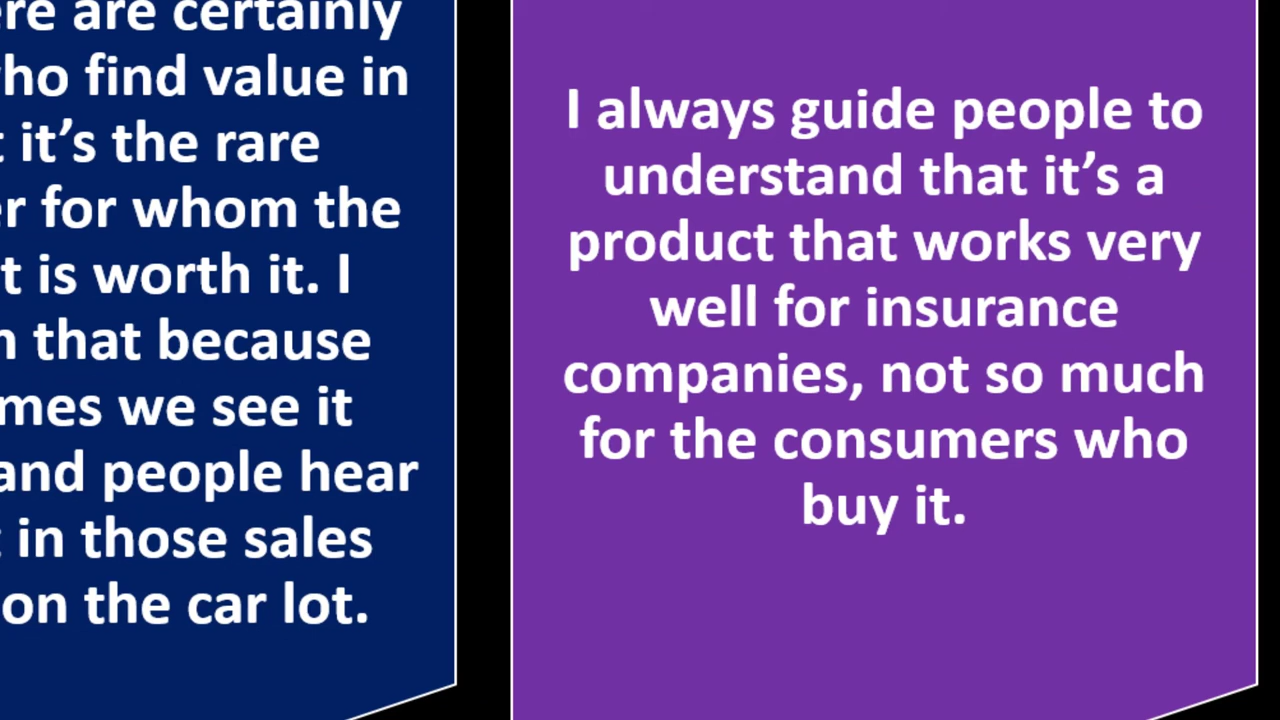 ere are certainly
who find value in
it's the rare
er for whom the
t is worth it. I
that because
mes we see it
and people hear
in those sales
on the car lot.
I always guide people to
understand that it's a
product that works very
well for insurance
companies, not so much
for the consumers who
buy it.